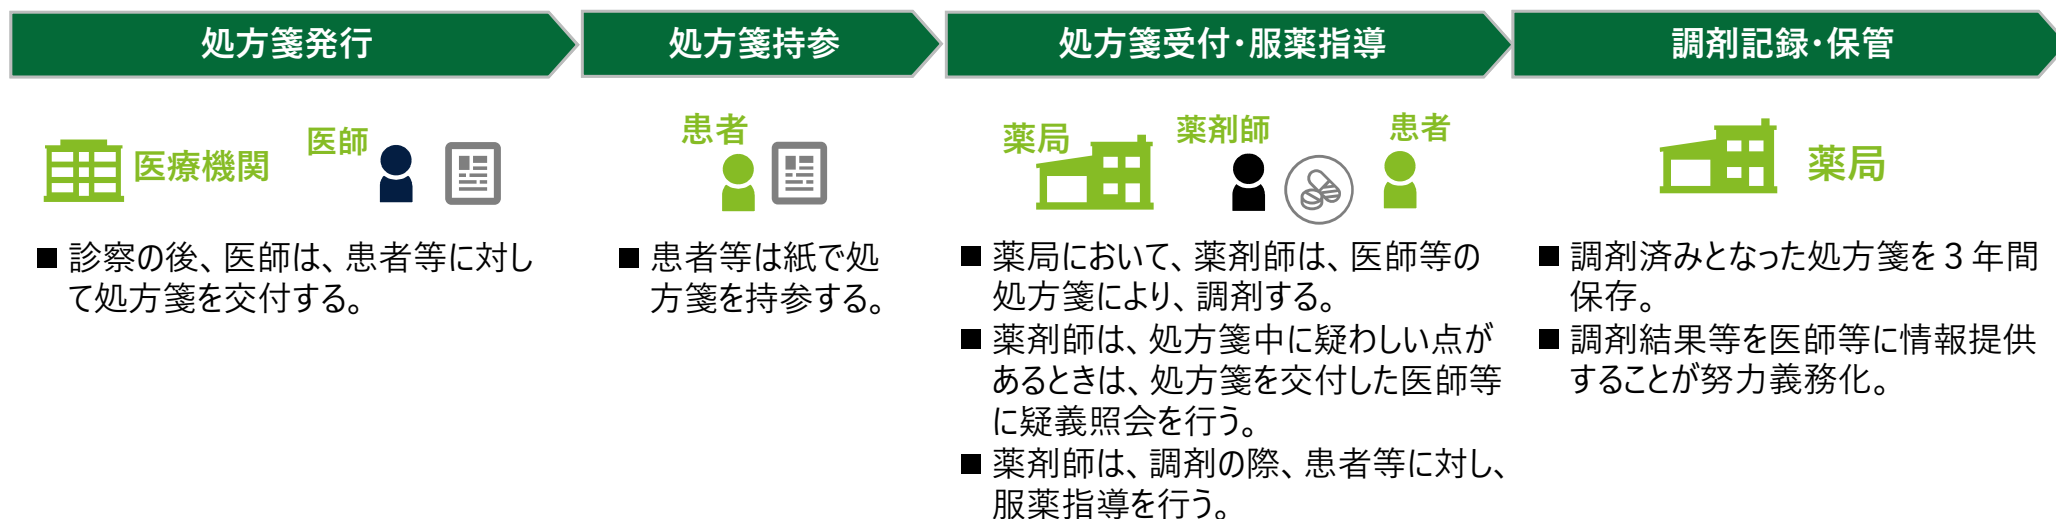 処方箋発行
処方箋持参
処方箋受付・服薬指導
調剤記録・保管
医療機関
医師
患者
薬局
薬剤師
患者
薬局
■ 診察の後、医師は、患者等に対し
て処方箋を交付する。
■ 患者等は紙で処
方箋を持参する。
■ 薬局において、薬剤師は、医師等の
処方箋により、調剤する。
■ 薬剤師は、処方箋中に疑わしい点が
あるときは、処方箋を交付した医師等
に疑義照会を行う。
■ 薬剤師は、調剤の際、患者等に対し、
服薬指導を行う。
■ 調剤済みとなった処方箋を3年間
保存。
■ 調剤結果等を医師等に情報提供
することが努力義務化。